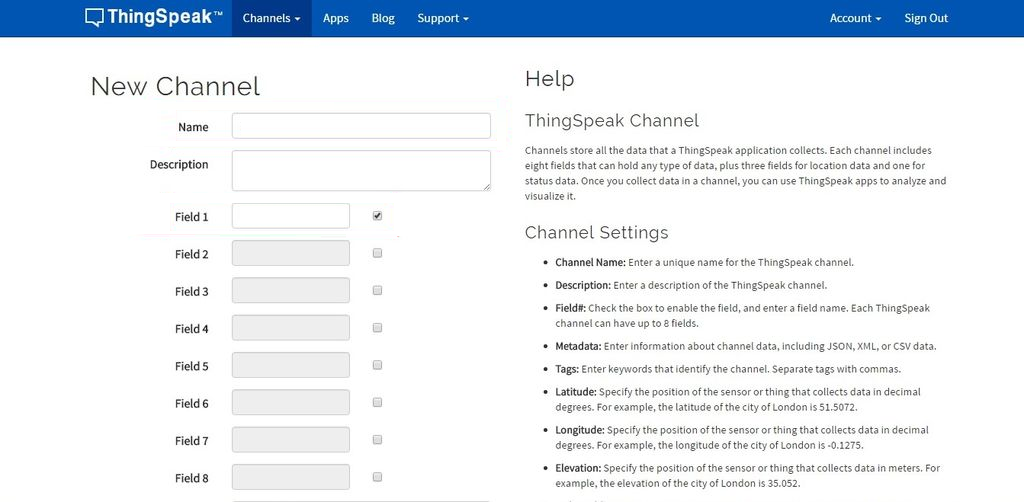 ThingSpeak™ Channels Apps Blog Support Account Sign Out
New Channel
Name
Description
Field 1
Field 2
Field 3
Field 4
Field 5
Field 6
Field 7
Field 8
Help
ThingSpeak Channel
Channels store all the data that a ThingSpeak application collects. Each channel includes
eight fields that can hold any type of data, plus three fields for location data and one for
status data. Once you collect data in a channel, you can use ThingSpeak apps to analyze and
visualize it.
Channel Settings
• Channel Name: Enter a unique name for the ThingSpeak channel.
• Description: Enter a description of the ThingSpeak channel.
• Field#: Check the box to enable the field, and enter a field name. Each ThingSpeak
channel can have up to 8 fields.
• Metadata: Enter information about channel data, including JSON, XML, or CSV data.
• Tags: Enter keywords that identify the channel. Separate tags with commas.
• Latitude: Specify the position of the sensor or thing that collects data in decimal
degrees. For example, the latitude of the city of London is 51.5072.
• Longitude: Specify the position of the sensor or thing that collects data in decimal
degrees. For example, the longitude of the city of London is -0.1275.
• Elevation: Specify the position of the sensor or thing that collects data in meters. For
example, the elevation of the city of London is 35.052.